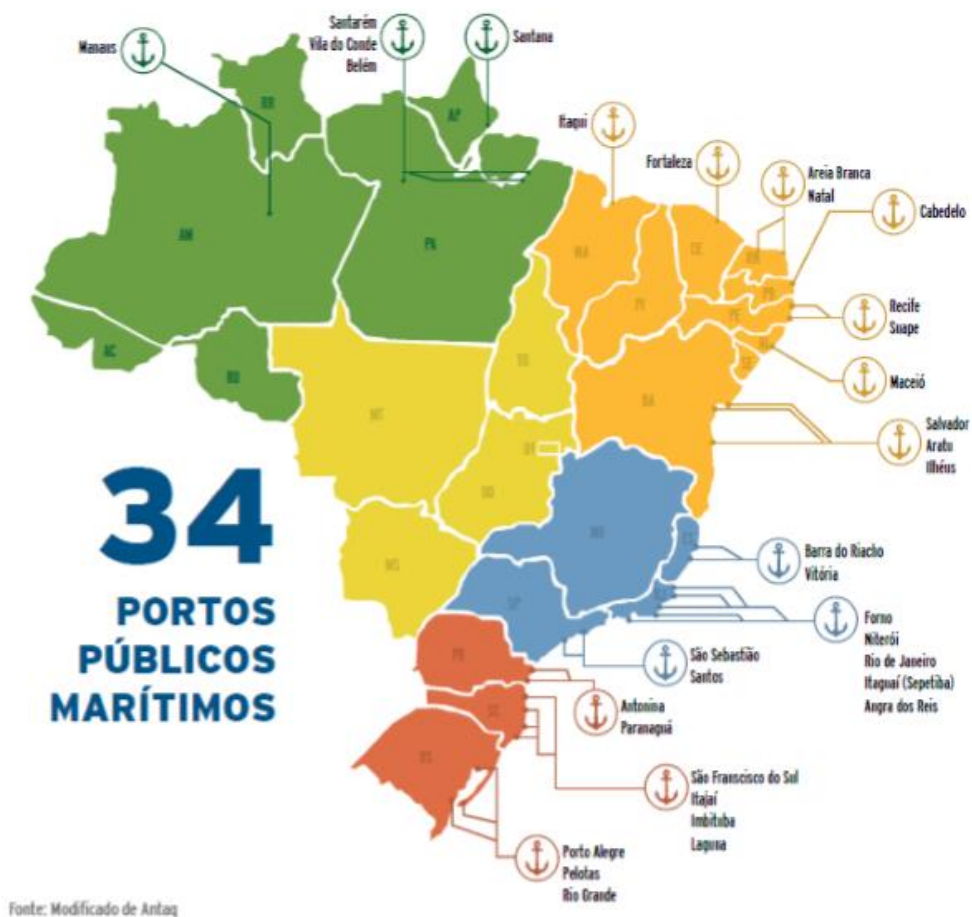 Manaus
Santarém
Vila do Conde
Belém
Santana
Itaqui
Fortaleza
Areia Branca
Natal
Cabedelo
Recife
Suape
Maceió
Salvador
Aratu
Ilhéus
Barra do Riacho
Vitória
Forno
Niterói
Rio de Janeiro
Itaguaí (Sepetiba)
Angra dos Reis
São Sebastião
Santos
Antonina
Paranaguá
São Francisco do Sul
Itajaí
Imbituba
Laguna
Porto Alegre
Pelotas
Rio Grande
RR
AP
AM
PA
MA
CE
RN
PB
PI
PE
AC
RO
TO
SE
BA
MT
DF
GO
MG
ES
MS
SP
PR
SC
RS
34
PORTOS
PÚBLICOS
MARÍTIMOS
Fonte: Modificado de Antaq